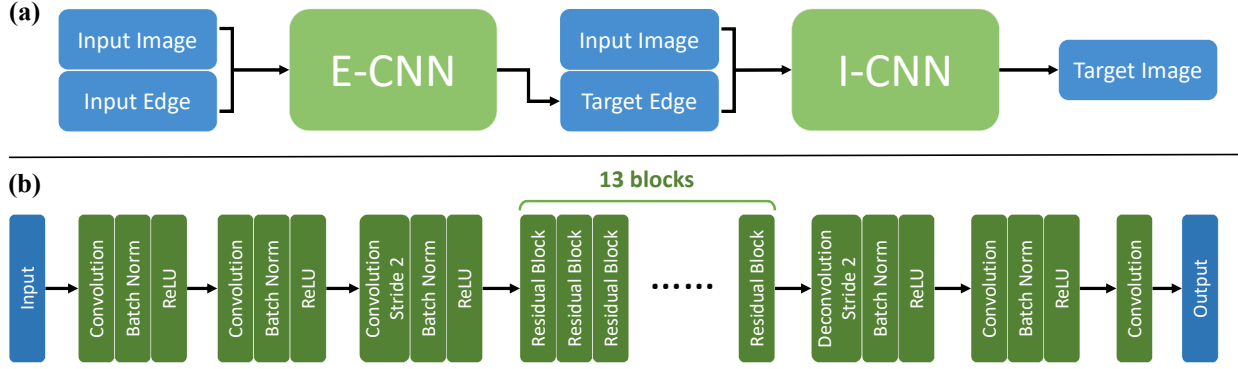 (a)
Input Image
Input Edge
E-CNN
Input Image
Target Edge
I-CNN
Target Image
(b)
13 blocks
Input
Convolution
Batch Norm
ReLU
Convolution
Batch Norm
ReLU
Convolution
Stride 2
Batch Norm
ReLU
Residual Block
Residual Block
Residual Block
......
Residual Block
Deconvolution
Stride 2
Batch Norm
ReLU
Convolution
Batch Norm
ReLU
Convolution
Output